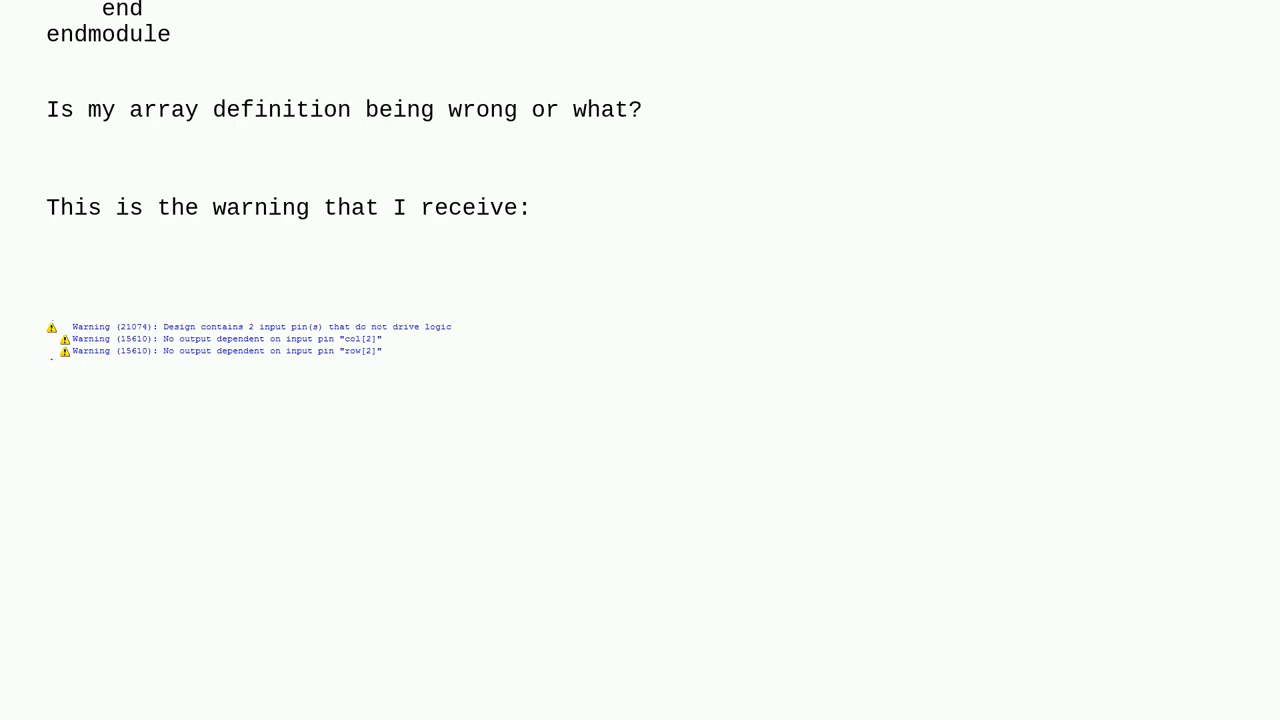 end
endmodule
Is my array definition being wrong or what?
This is the warning that I receive:
Warning (21074): Design contains 2 input pin(s) that do not drive logic
Warning (15610): No output dependent on input pin "col[2]"
Warning (15610): No output dependent on input pin "row[2]"